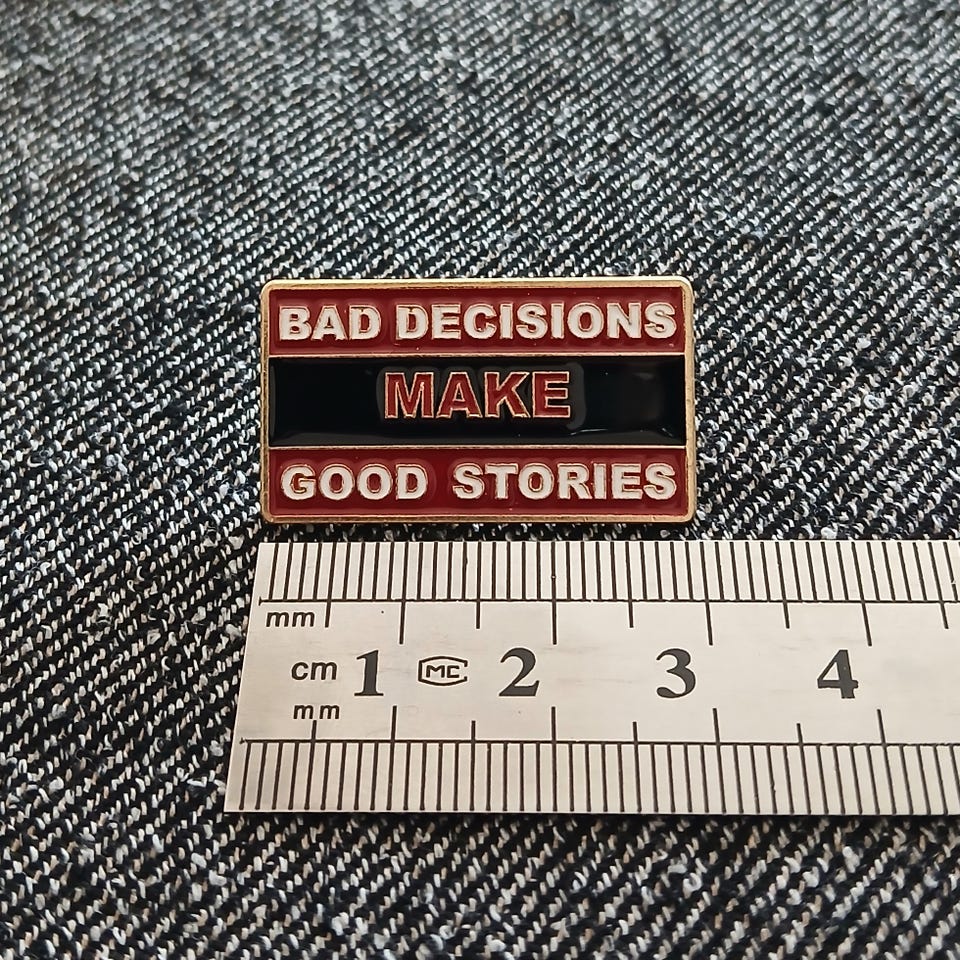 BAD DECISIONS
MAKE
GOOD STORIES
mm
cm 1 MC 2 3 4
mm